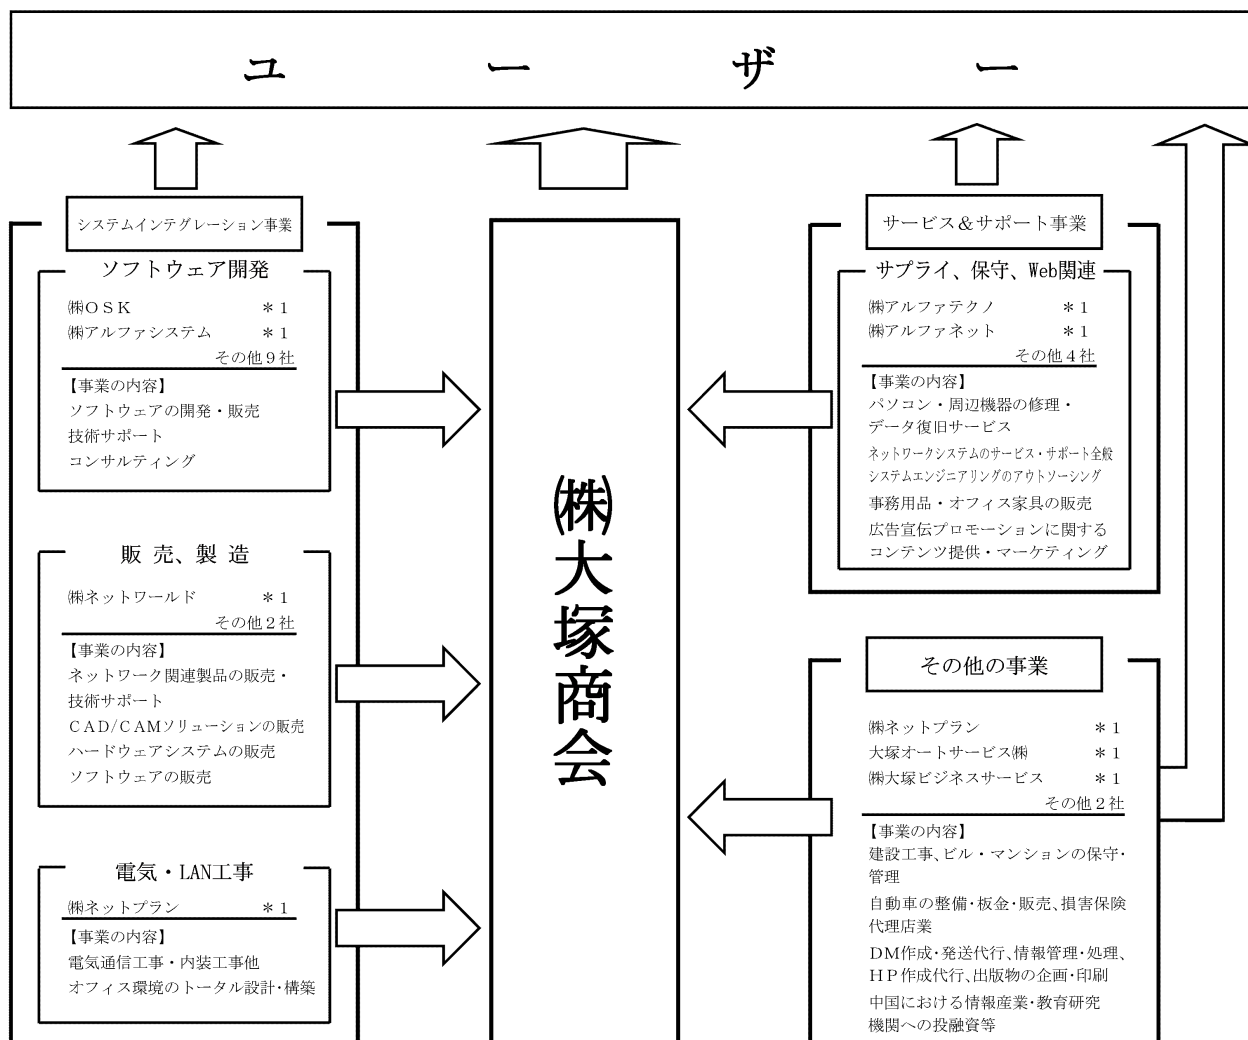 ユーザー
システムインテグレーション事業
ソフトウェア開発
㈱ＯＳＫ ＊１
㈱アルファシステム ＊１
その他９社
【事業の内容】
ソフトウェアの開発・販売
技術サポート
コンサルティング
販売、製造
㈱ネットワールド ＊１
その他２社
【事業の内容】
ネットワーク関連製品の販売・
技術サポート
ＣＡＤ/ＣＡＭソリューションの販売
ハードウェアシステムの販売
ソフトウェアの販売
電気・LAN工事
㈱ネットプラン ＊１
【事業の内容】
電気通信工事・内装工事他
オフィス環境のトータル設計・構築
㈱大塚商会
サービス＆サポート事業
サプライ、保守、Web関連
㈱アルファテクノ ＊１
㈱アルファネット ＊１
その他４社
【事業の内容】
パソコン・周辺機器の修理・
データ復旧サービス
ネットワークシステムのサービス・サポート全般
システムエンジニアリングのアウトソーシング
事務用品・オフィス家具の販売
広告宣伝プロモーションに関する
コンテンツ提供・マーケティング
その他の事業
㈱ネットプラン ＊１
大塚オートサービス㈱ ＊１
㈱大塚ビジネスサービス ＊１
その他２社
【事業の内容】
建設工事、ビル・マンションの保守・
管理
自動車の整備・板金・販売、損害保険
代理店業
ＤＭ作成・発送代行、情報管理・処理、
ＨＰ作成代行、出版物の企画・印刷
中国における情報産業・教育研究
機関への投融資等